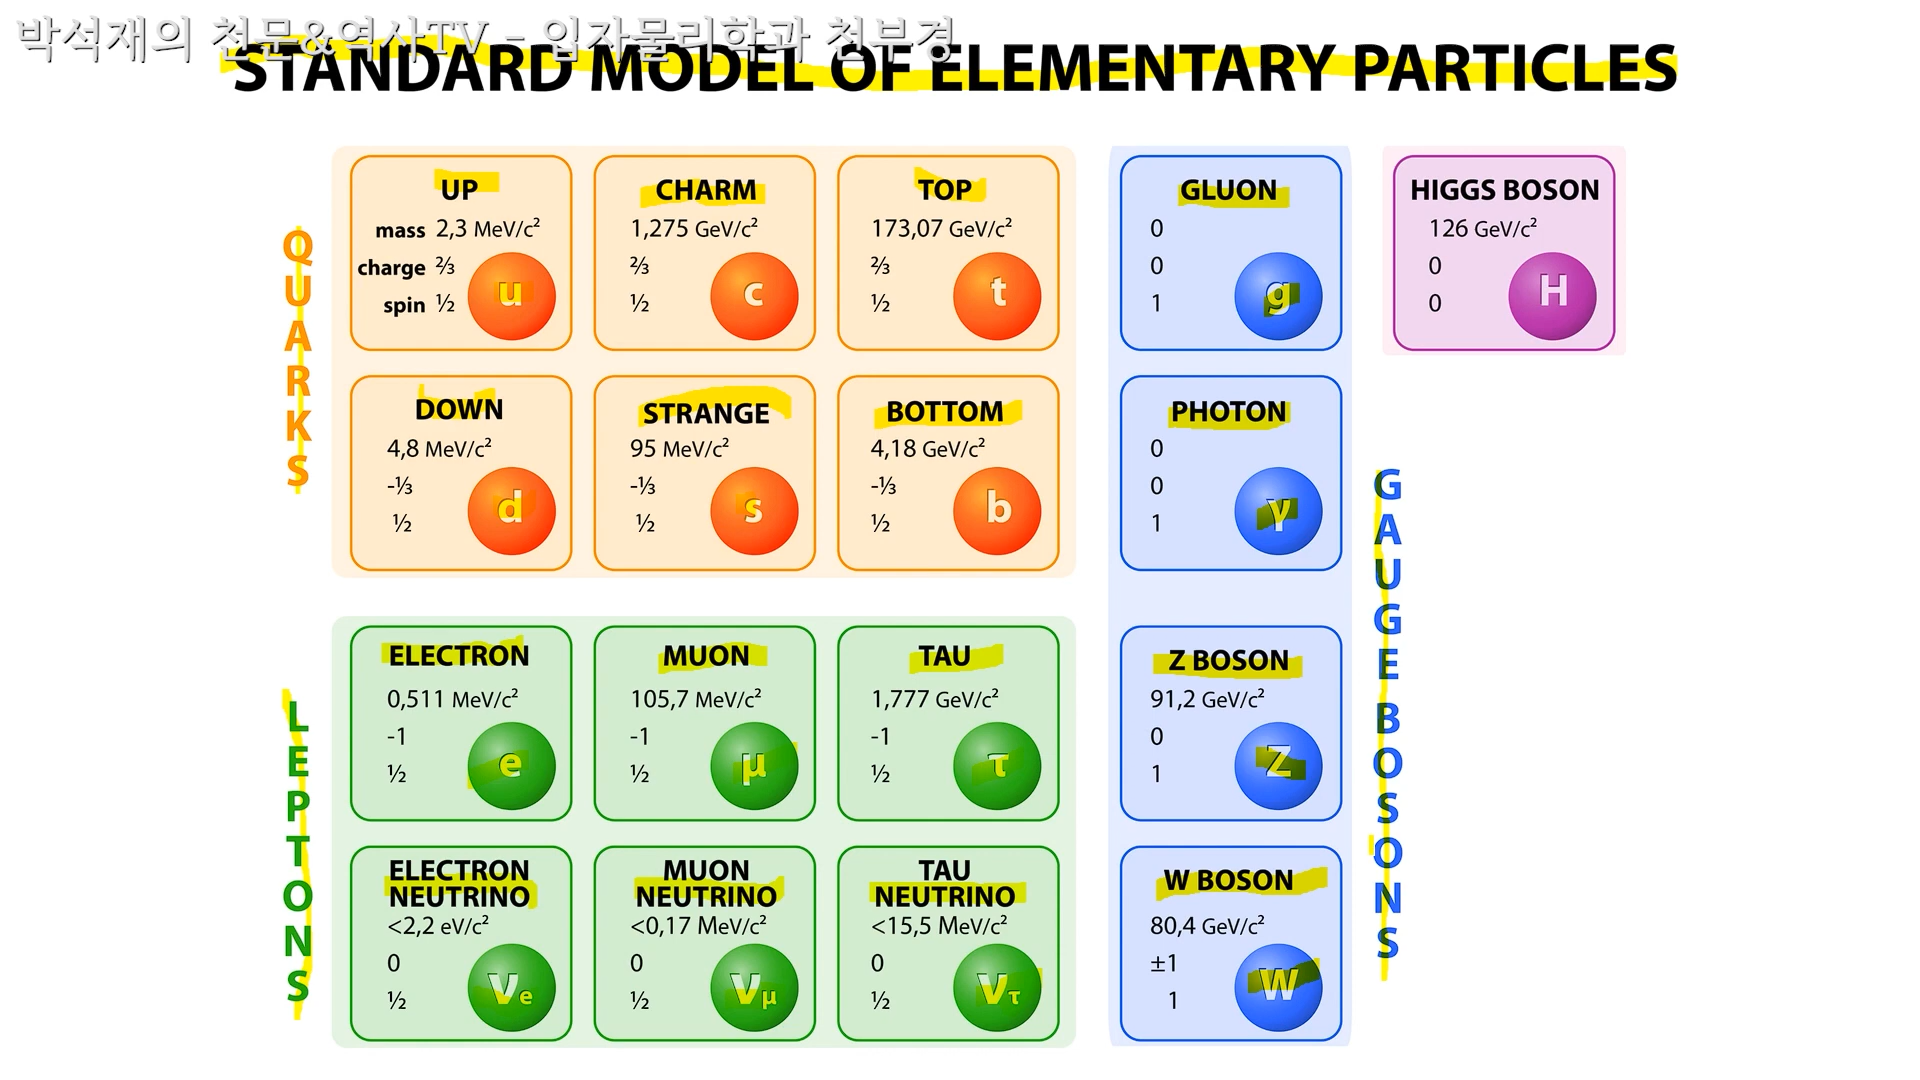 박석재의 천문&역사TV - 입자물리학과 천부경
STANDARD MODEL OF ELEMENTARY PARTICLES
QUARKS
UP
mass 2,3 MeV/c²
charge ⅔
spin ½
u
CHARM
1,275 GeV/c²
⅔
½
c
TOP
173,07 GeV/c²
⅔
½
t
GLUON
0
0
1
g
HIGGS BOSON
126 GeV/c²
0
0
H
DOWN
4,8 MeV/c²
-⅓
½
d
STRANGE
95 MeV/c²
-⅓
½
s
BOTTOM
4,18 GeV/c²
-⅓
½
b
PHOTON
0
0
1
γ
GAUGE BOSONS
LEPTONS
ELECTRON
0,511 MeV/c²
-1
½
e
MUON
105,7 MeV/c²
-1
½
μ
TAU
1,777 GeV/c²
-1
½
τ
Z BOSON
91,2 GeV/c²
0
1
Z
ELECTRON
NEUTRINO
<2,2 eV/c²
0
½
νe
MUON
NEUTRINO
<0,17 MeV/c²
0
½
νμ
TAU
NEUTRINO
<15,5 MeV/c²
0
½
ντ
W BOSON
80,4 GeV/c²
±1
1
W